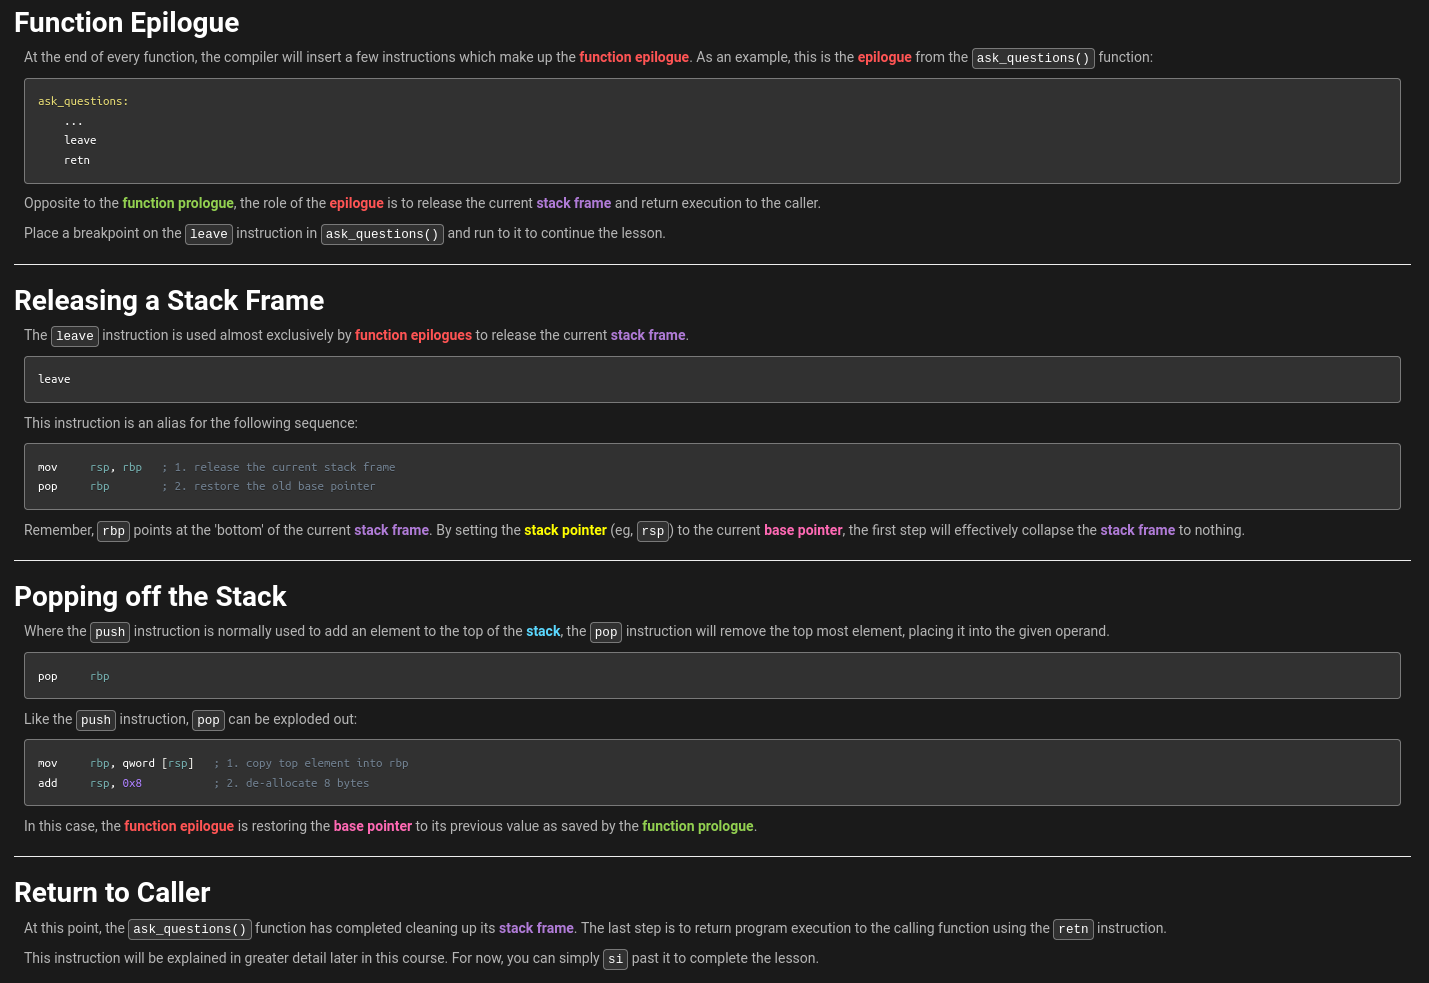 Function Epilogue
At the end of every function, the compiler will insert a few instructions which make up the function epilogue. As an example, this is the epilogue from the ask_questions() function:
ask_questions:
...
leave
retn
Opposite to the function prologue, the role of the epilogue is to release the current stack frame and return execution to the caller.
Place a breakpoint on the leave instruction in ask_questions() and run to it to continue the lesson.
Releasing a Stack Frame
The leave instruction is used almost exclusively by function epilogues to release the current stack frame.
leave
This instruction is an alias for the following sequence:
mov rsp, rbp ; 1. release the current stack frame
pop rbp ; 2. restore the old base pointer
Remember, rbp points at the 'bottom' of the current stack frame. By setting the stack pointer (eg, rsp) to the current base pointer, the first step will effectively collapse the stack frame to nothing.
Popping off the Stack
Where the push instruction is normally used to add an element to the top of the stack, the pop instruction will remove the top most element, placing it into the given operand.
pop rbp
Like the push instruction, pop can be exploded out:
mov rbp, qword [rsp] ; 1. copy top element into rbp
add rsp, 0x8 ; 2. de-allocate 8 bytes
In this case, the function epilogue is restoring the base pointer to its previous value as saved by the function prologue.
Return to Caller
At this point, the ask_questions() function has completed cleaning up its stack frame. The last step is to return program execution to the calling function using the retn instruction.
This instruction will be explained in greater detail later in this course. For now, you can simply si past it to complete the lesson.